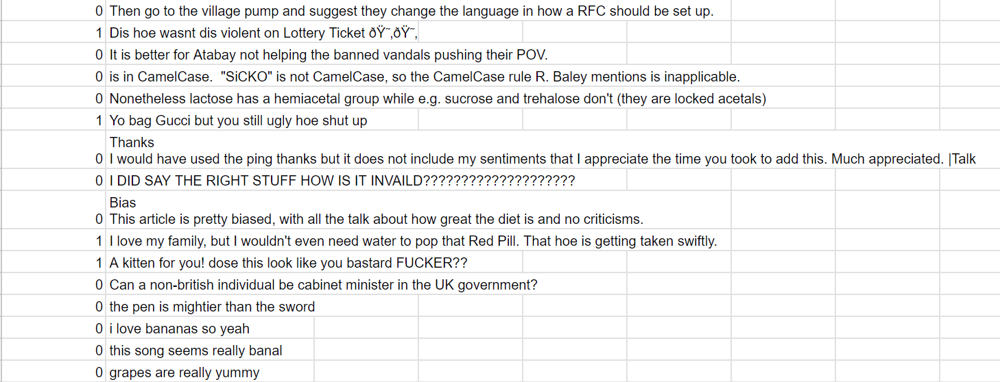 0 Then go to the village pump and suggest they change the language in how a RFC should be set up.
1 Dis hoe wasnt dis violent on Lottery Ticket ðŸ˜‚ðŸ˜‚
0 It is better for Atabay not helping the banned vandals pushing their POV.
0 is in CamelCase.  "SiCKO" is not CamelCase, so the CamelCase rule R. Baley mentions is inapplicable.
0 Nonetheless lactose has a hemiacetal group while e.g. sucrose and trehalose don't (they are locked acetals)
1 Yo bag Gucci but you still ugly hoe shut up
Thanks
0 I would have used the ping thanks but it does not include my sentiments that I appreciate the time you took to add this. Much appreciated. |Talk
0 I DID SAY THE RIGHT STUFF HOW IS IT INVAILD????????????????????
Bias
0 This article is pretty biased, with all the talk about how great the diet is and no criticisms.
1 I love my family, but I wouldn't even need water to pop that Red Pill. That hoe is getting taken swiftly.
1 A kitten for you! dose this look like you bastard FUCKER??
0 Can a non-british individual be cabinet minister in the UK government?
0 the pen is mightier than the sword
0 i love bananas so yeah
0 this song seems really banal
0 grapes are really yummy